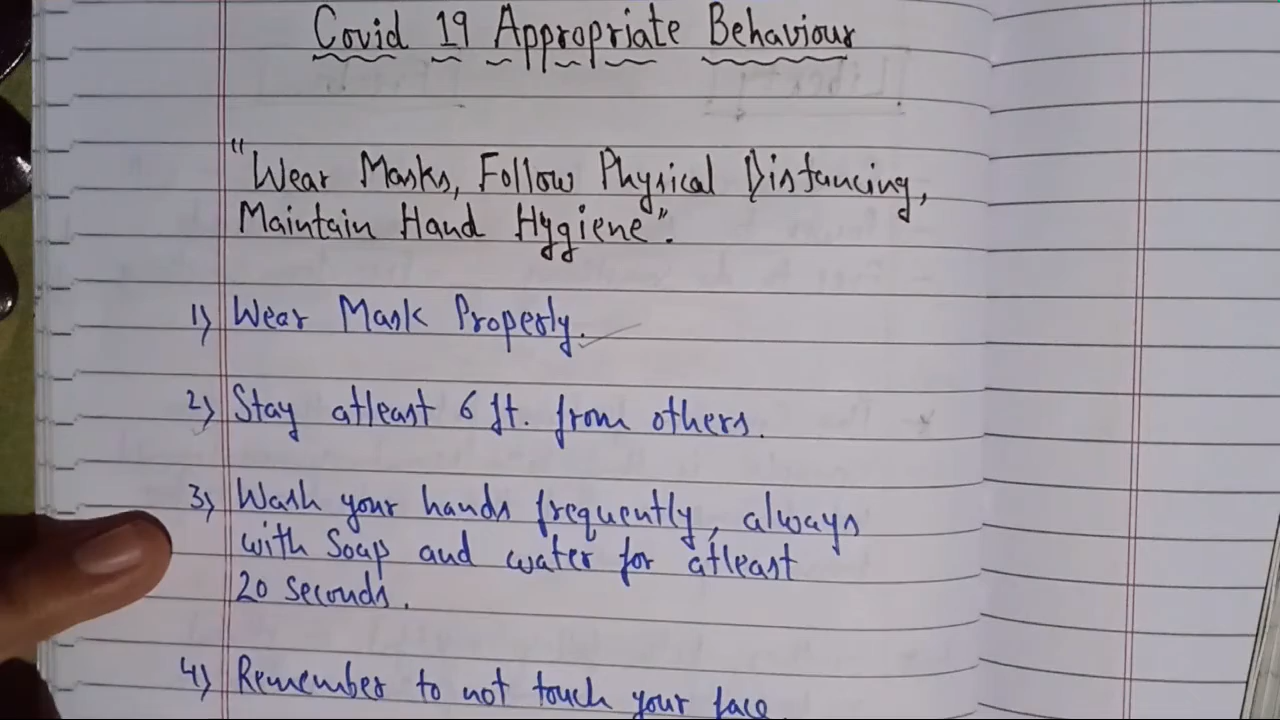 Covid 19 Appropriate Behaviour
"Wear Masks, Follow Physical Distancing,
Maintain Hand Hygiene".
1) Wear Mask Properly.
2) Stay atleast 6 ft. from others.
3) Wash your hands frequently, always
with Soap and water for atleast
20 seconds.
4) Remember to not touch your face